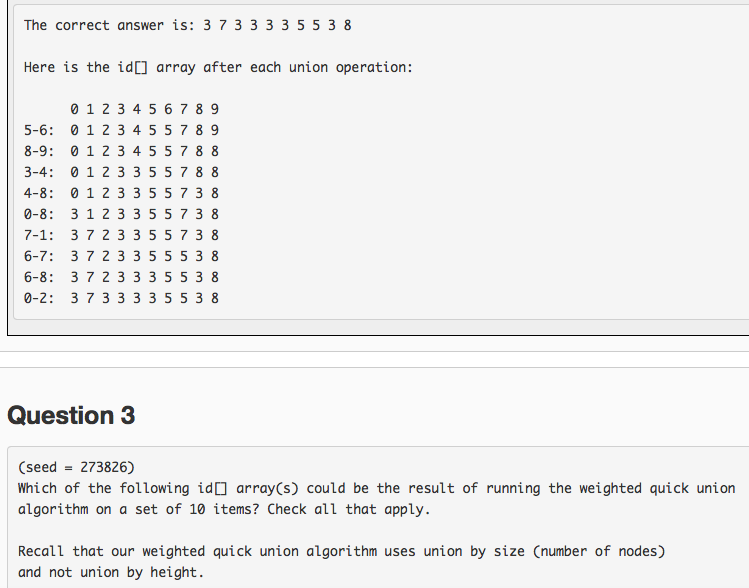 The correct answer is: 3 7 3 3 3 3 5 5 3 8
Here is the id[] array after each union operation:
0 1 2 3 4 5 6 7 8 9
5-6: 0 1 2 3 4 5 5 7 8 9
8-9: 0 1 2 3 4 5 5 7 8 8
3-4: 0 1 2 3 3 5 5 7 8 8
4-8: 0 1 2 3 3 5 5 7 3 8
0-8: 3 1 2 3 3 5 5 7 3 8
7-1: 3 7 2 3 3 5 5 7 3 8
6-7: 3 7 2 3 3 5 5 5 3 8
6-8: 3 7 2 3 3 3 5 5 3 8
0-2: 3 7 3 3 3 3 5 5 3 8
Question 3
(seed = 273826)
Which of the following id[] array(s) could be the result of running the weighted quick union
algorithm on a set of 10 items? Check all that apply.
Recall that our weighted quick union algorithm uses union by size (number of nodes)
and not union by height.